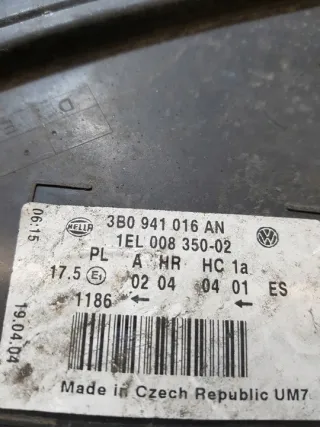 HELLA 3B0 941 016 AN
1EL 008 350-02
PL A HR HC 1a
17.5 E1 02 04 04 01 ES
1186 ← ←
Made in Czech Republic UM7
06:15
19.04.04